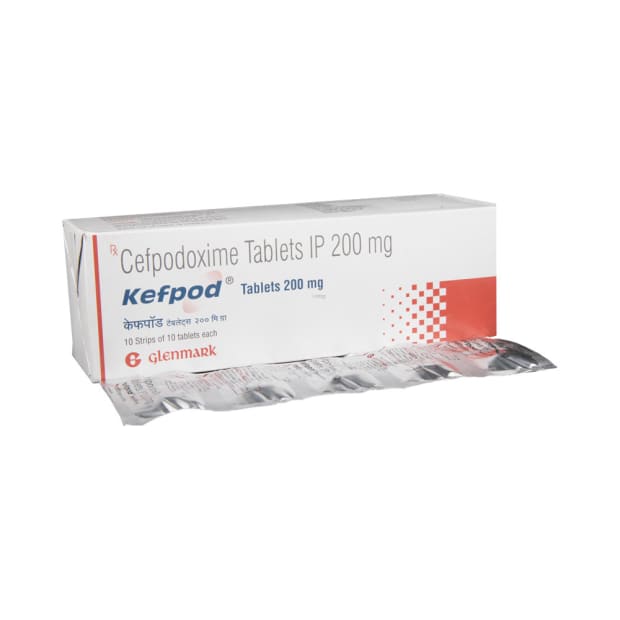 Rx Cefpodoxime Tablets IP 200 mg
Kefpod® Tablets 200 mg
केफपॉड टॅबलेट्स २०० मि ग्रा
10 Strips of 10 tablets each
G Glenmark